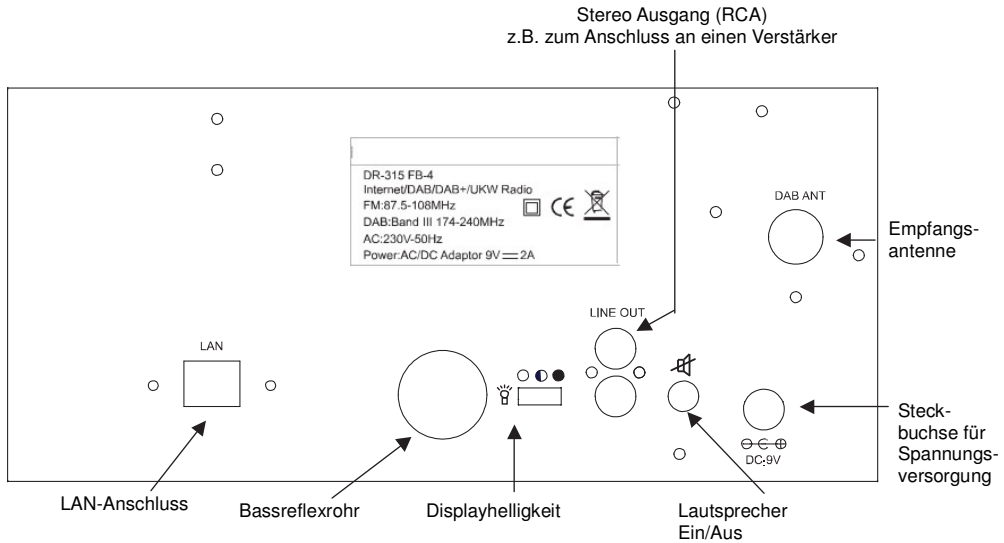 Stereo Ausgang (RCA)
z.B. zum Anschluss an einen Verstärker
DR-315 FB-4
Internet/DAB/DAB+/UKW Radio
FM:87.5-108MHz
DAB:Band III 174-240MHz
AC:230V-50Hz
Power:AC/DC Adaptor 9V 2A
CE
DAB ANT
Empfangs-
antenne
LINE OUT
LAN
DC-9V
Steck-
buchse für
Spannungs-
versorgung
LAN-Anschluss
Bassreflexrohr
Displayhelligkeit
Lautsprecher
Ein/Aus